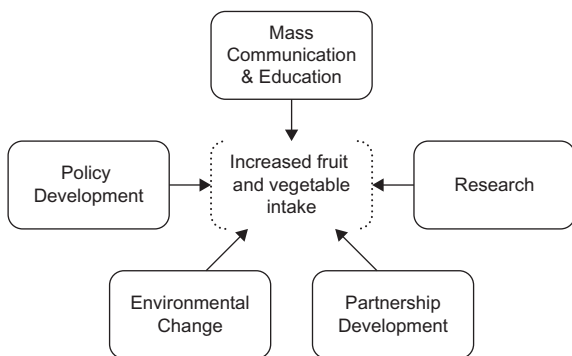 Mass
Communication
& Education
Policy
Development
Increased fruit
and vegetable
intake
Research
Environmental
Change
Partnership
Development